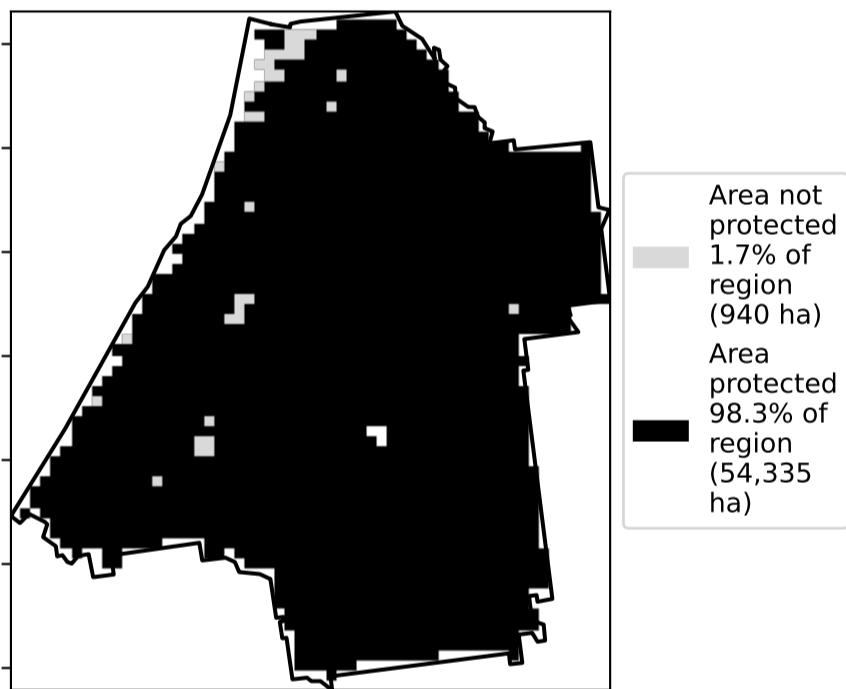 Area not
protected
1.7% of
region
(940 ha)
Area
protected
98.3% of
region
(54,335
ha)